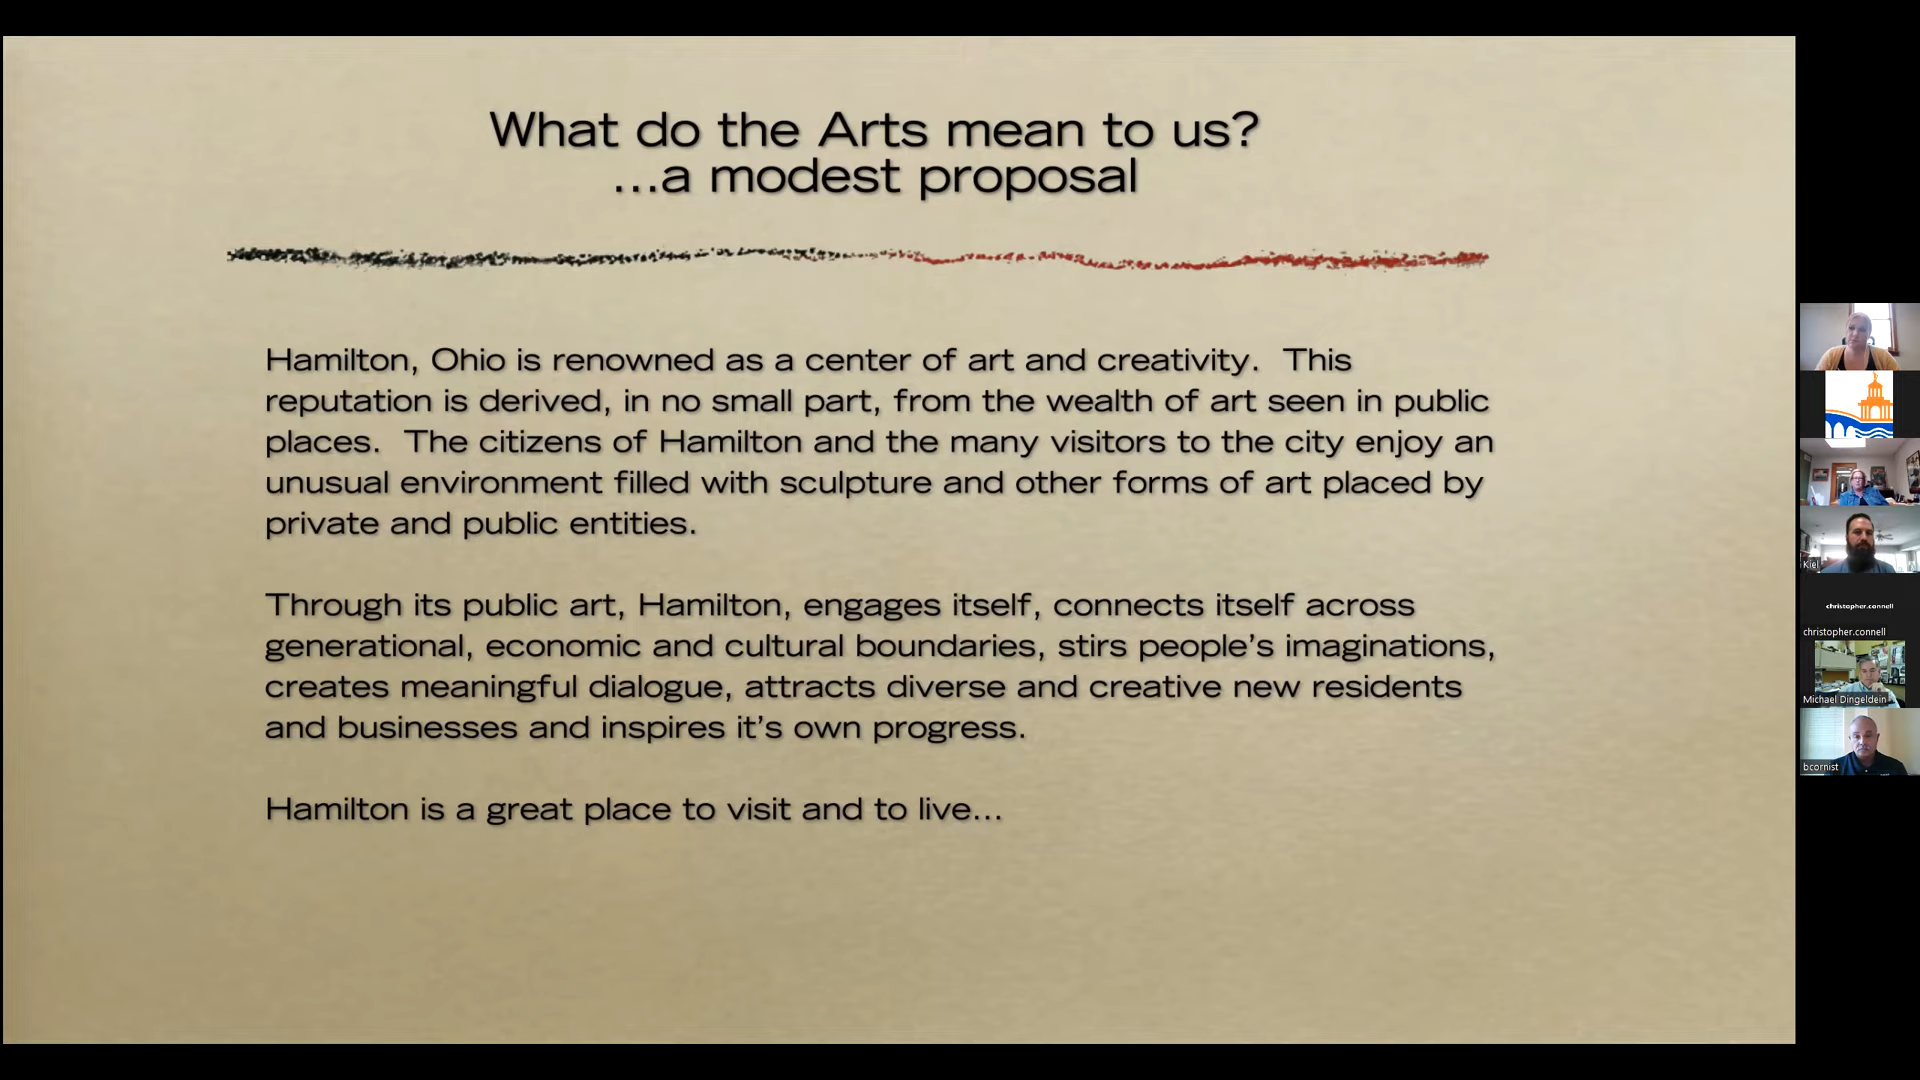 What do the Arts mean to us?
...a modest proposal
Hamilton, Ohio is renowned as a center of art and creativity.  This
reputation is derived, in no small part, from the wealth of art seen in public
places.  The citizens of Hamilton and the many visitors to the city enjoy an
unusual environment filled with sculpture and other forms of art placed by
private and public entities.
Through its public art, Hamilton, engages itself, connects itself across
generational, economic and cultural boundaries, stirs people’s imaginations,
creates meaningful dialogue, attracts diverse and creative new residents
and businesses and inspires it’s own progress.
Hamilton is a great place to visit and to live...
Kiel
christopher.connell
christopher.connell
Michael Dingeldein
bcornist